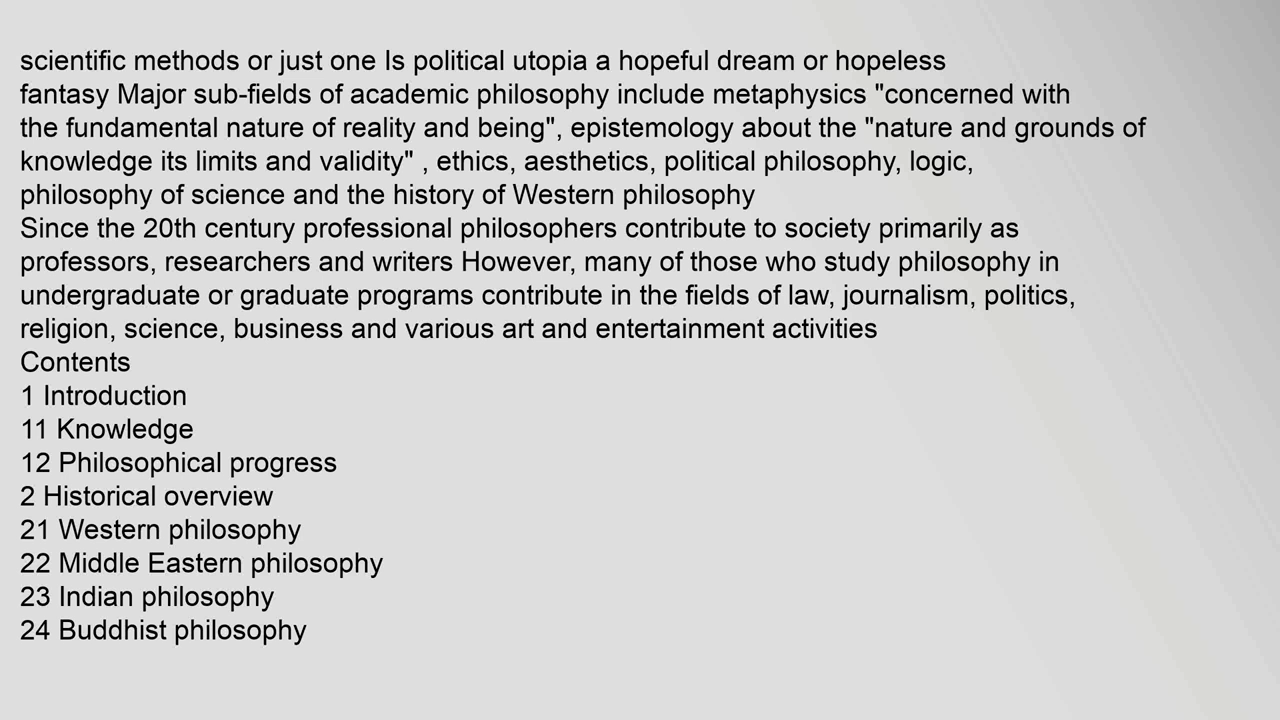 scientific methods or just one Is political utopia a hopeful dream or hopeless
fantasy Major sub-fields of academic philosophy include metaphysics "concerned with
the fundamental nature of reality and being", epistemology about the "nature and grounds of
knowledge its limits and validity" , ethics, aesthetics, political philosophy, logic,
philosophy of science and the history of Western philosophy
Since the 20th century professional philosophers contribute to society primarily as
professors, researchers and writers However, many of those who study philosophy in
undergraduate or graduate programs contribute in the fields of law, journalism, politics,
religion, science, business and various art and entertainment activities
Contents
1 Introduction
11 Knowledge
12 Philosophical progress
2 Historical overview
21 Western philosophy
22 Middle Eastern philosophy
23 Indian philosophy
24 Buddhist philosophy